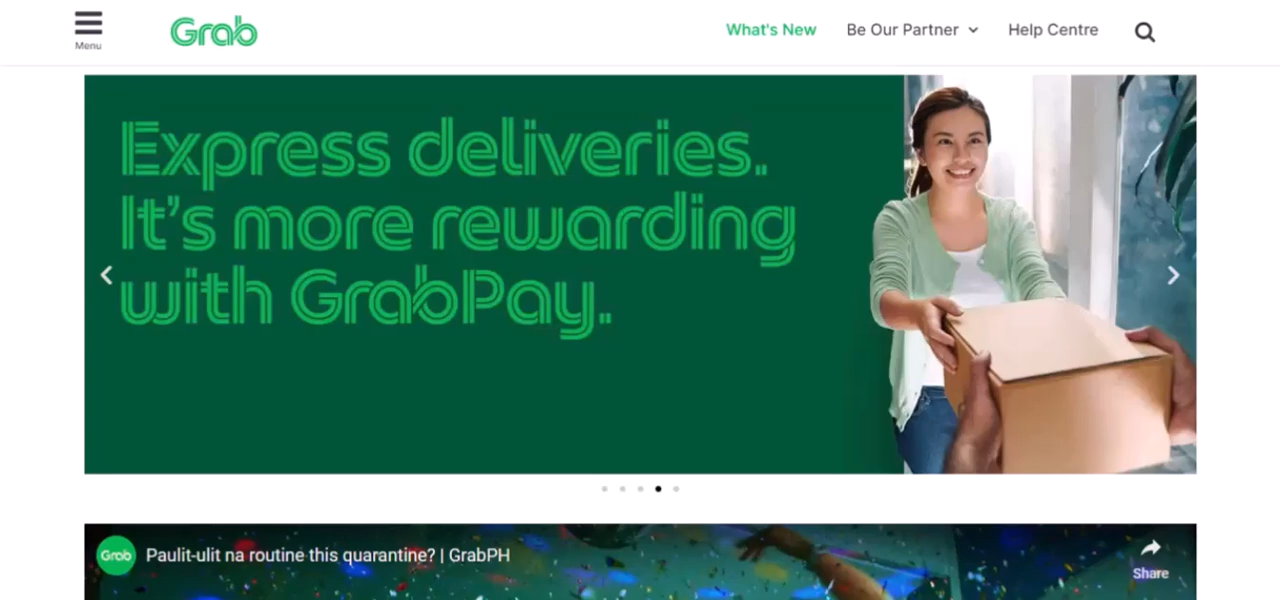 Menu
Grab
What's New
Be Our Partner
Help Centre
Express deliveries.
It's more rewarding
with GrabPay.
Grab
Paulit-ulit na routine this quarantine? | GrabPH
Share